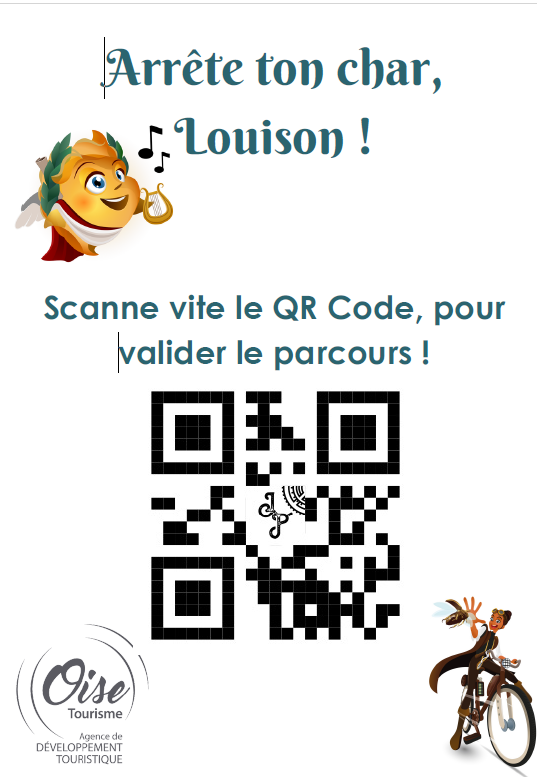 Arrête ton char,
Louison !
Scanne vite le QR Code, pour
valider le parcours !
Oise
Tourisme
Agence de
DÉVELOPPEMENT
TOURISTIQUE